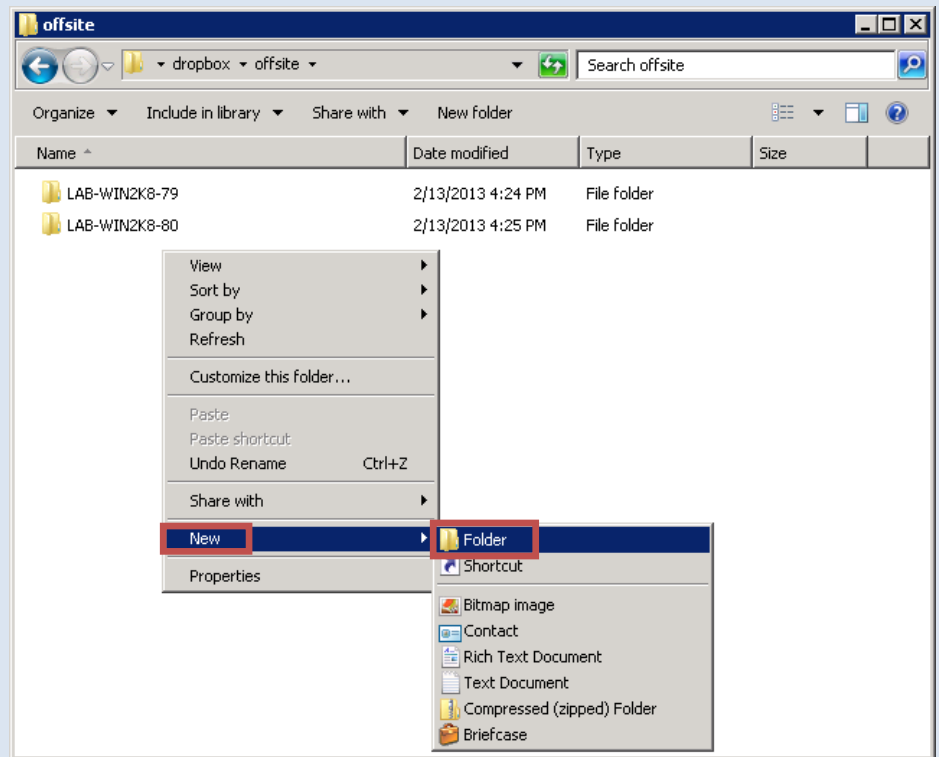 offsite
dropbox offsite Search offsite
Organize Include in library Share with New folder
Name Date modified Type Size
LAB-WIN2K8-79 2/13/2013 4:24 PM File folder
LAB-WIN2K8-80 2/13/2013 4:25 PM File folder
View
Sort by
Group by
Refresh
Customize this folder...
Paste
Paste shortcut
Undo Rename Ctrl+Z
Share with
New
Properties
Folder
Shortcut
Bitmap image
Contact
Rich Text Document
Text Document
Compressed (zipped) Folder
Briefcase